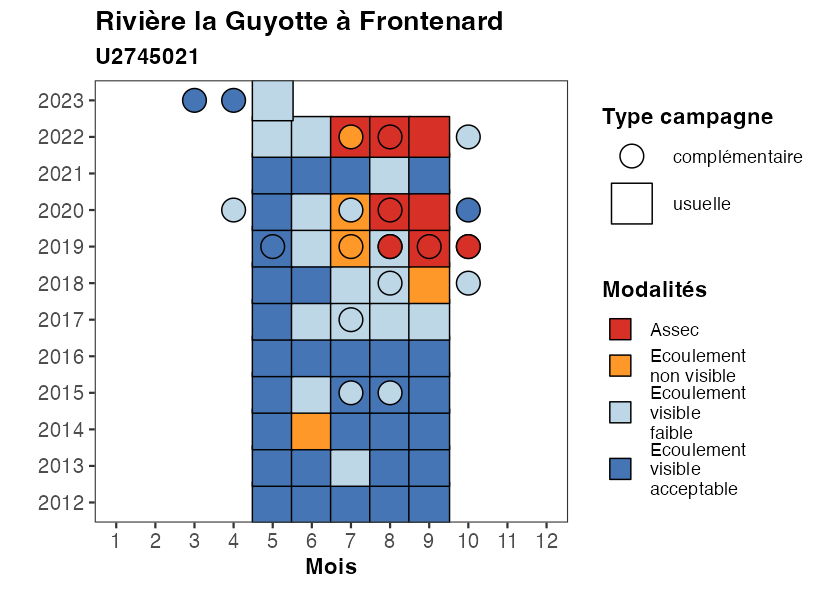 Rivière la Guyotte à Frontenard
U2745021
2023
2022
2021
2020
2019
2018
2017
2016
2015
2014
2013
2012
1 2 3 4 5 6 7 8 9 10 11 12
Mois
Type campagne
complémentaire
usuelle
Modalités
Assec
Ecoulement
non visible
Ecoulement
visible
faible
Ecoulement
visible
acceptable